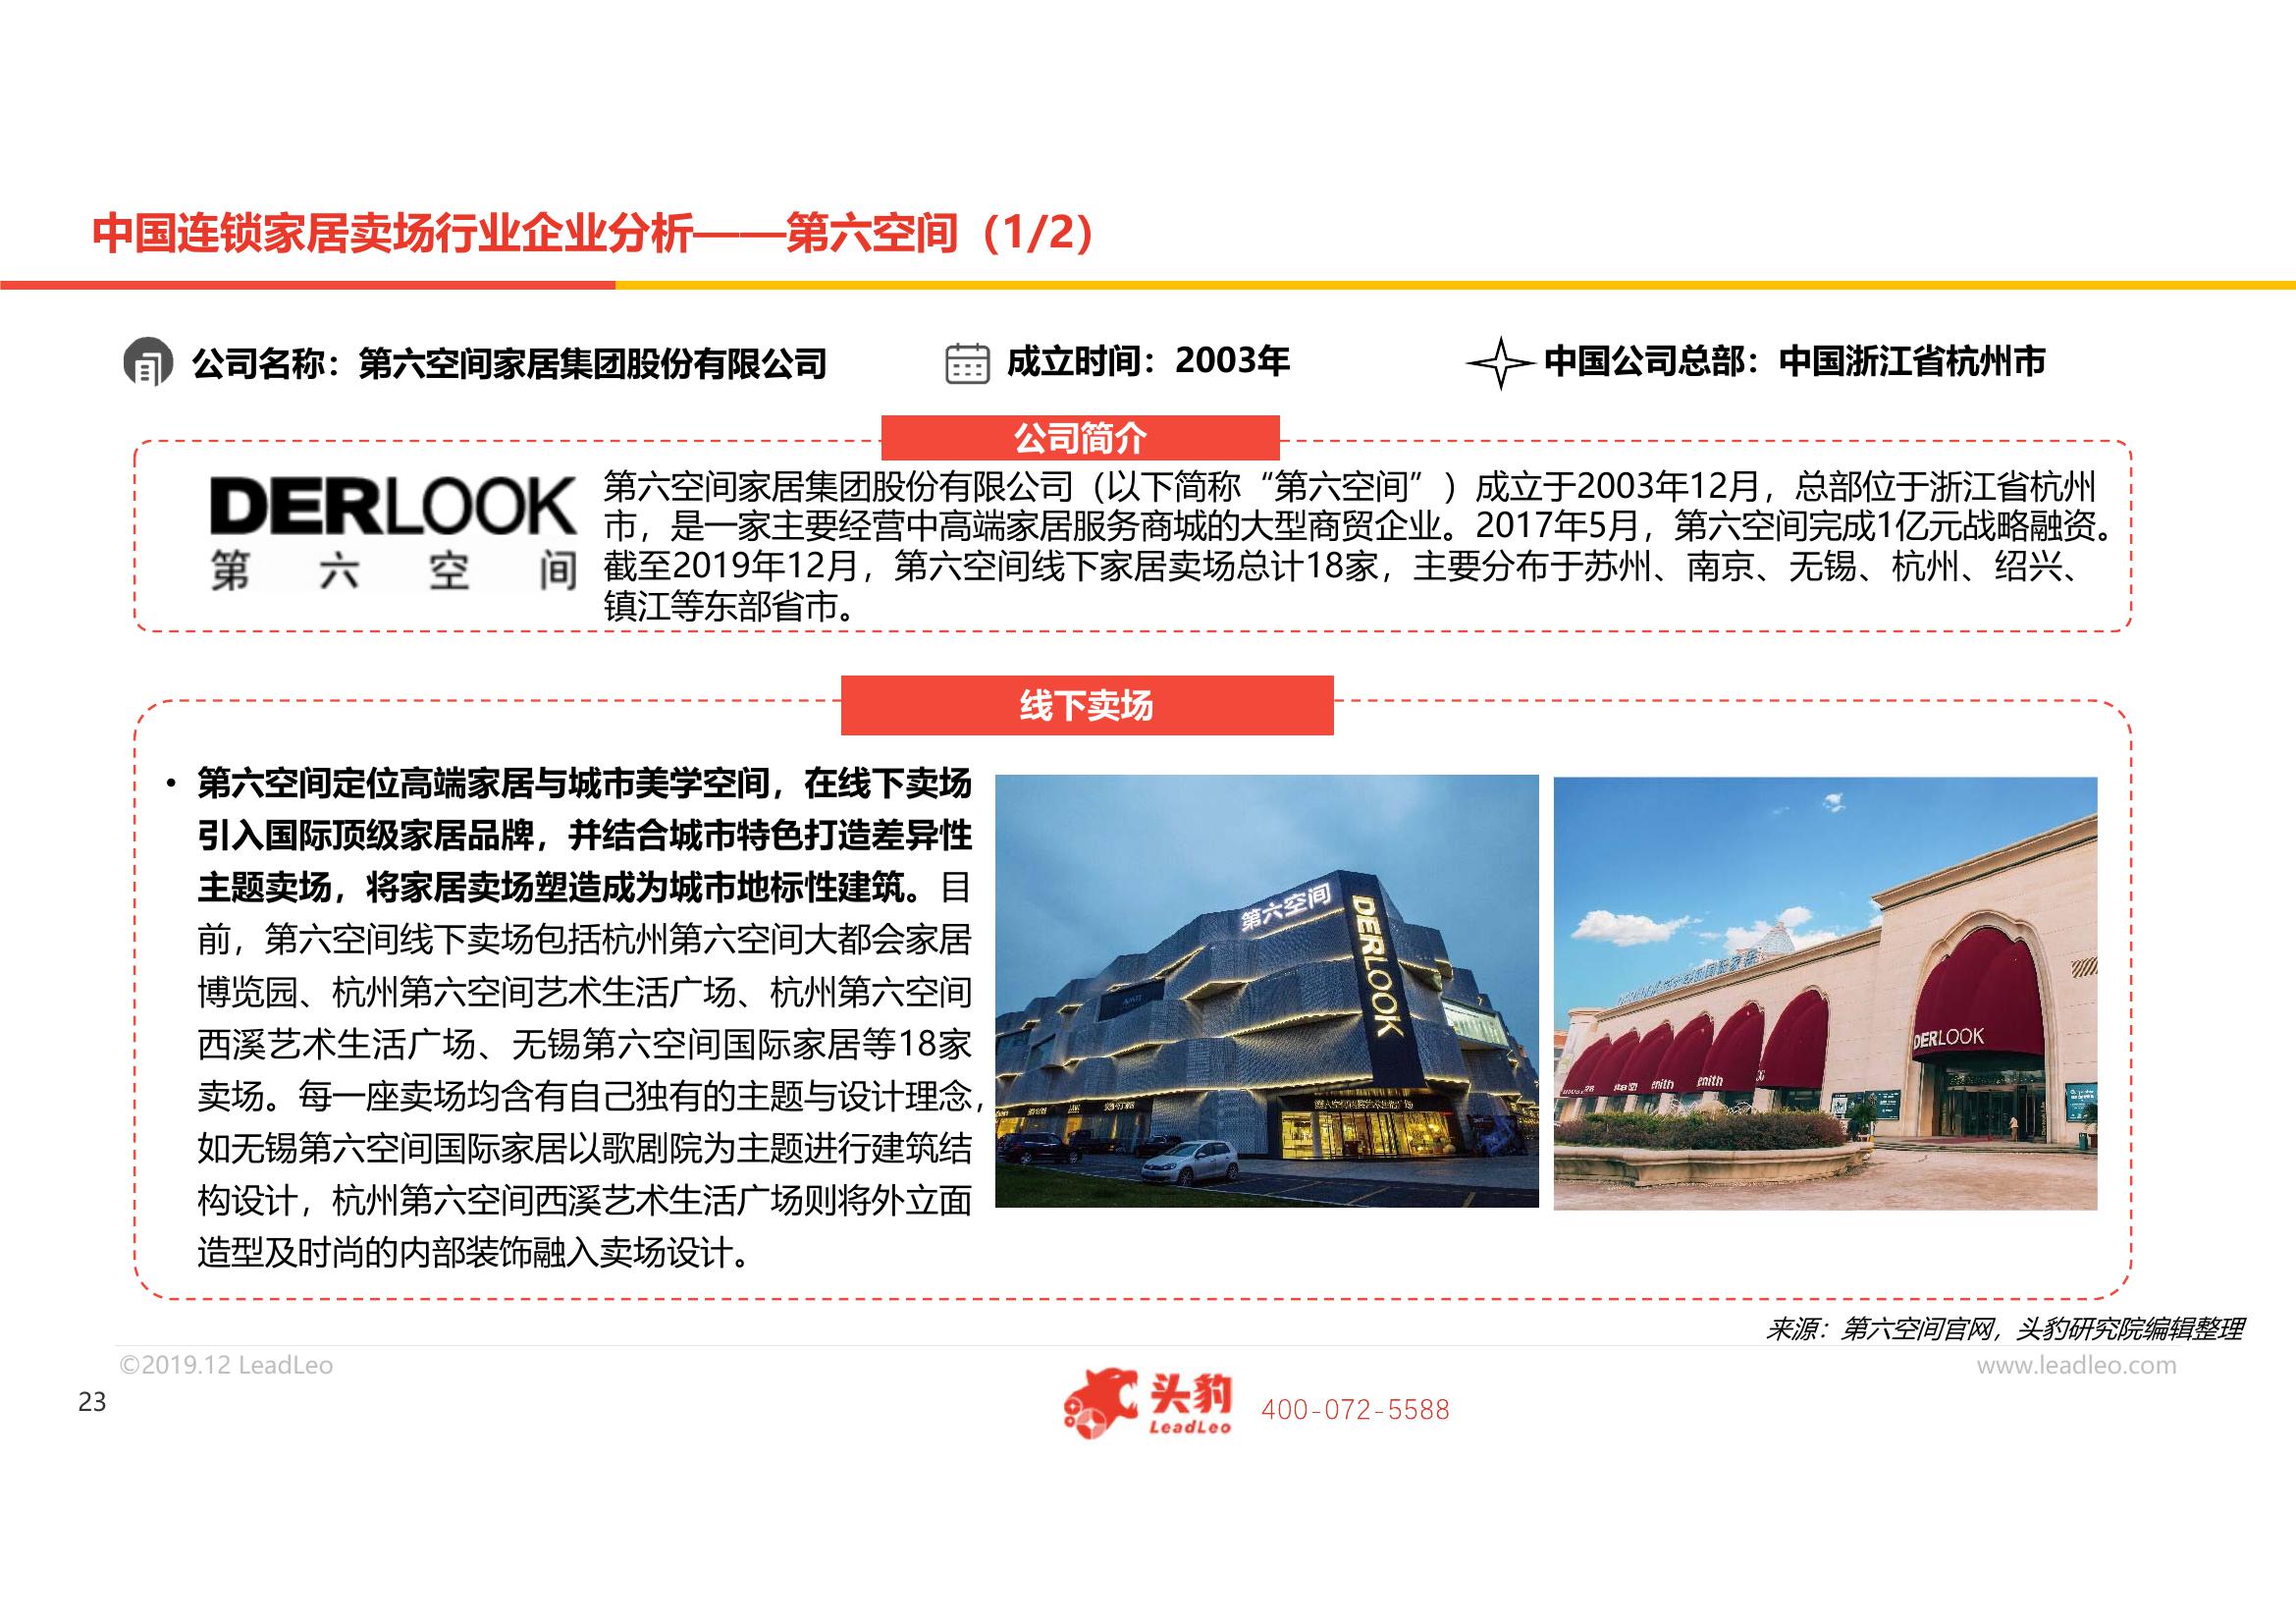 中国连锁家居卖场行业企业分析——第六空间（1/2）
公司名称：第六空间家居集团股份有限公司
成立时间：2003年
中国公司总部：中国浙江省杭州市
公司简介
DERLOOK
第六空间
第六空间家居集团股份有限公司（以下简称“第六空间”）成立于2003年12月，总部位于浙江省杭州
市，是一家主要经营中高端家居服务商城的大型商贸企业。2017年5月，第六空间完成1亿元战略融资。
截至2019年12月，第六空间线下家居卖场总计18家，主要分布于苏州、南京、无锡、杭州、绍兴、
镇江等东部省市。
线下卖场
• 第六空间定位高端家居与城市美学空间，在线下卖场
引入国际顶级家居品牌，并结合城市特色打造差异性
主题卖场，将家居卖场塑造成为城市地标性建筑。目
前，第六空间线下卖场包括杭州第六空间大都会家居
博览园、杭州第六空间艺术生活广场、杭州第六空间
西溪艺术生活广场、无锡第六空间国际家居等18家
卖场。每一座卖场均含有自己独有的主题与设计理念，
如无锡第六空间国际家居以歌剧院为主题进行建筑结
构设计，杭州第六空间西溪艺术生活广场则将外立面
造型及时尚的内部装饰融入卖场设计。
第六空间
DERLOOK
DERLOOK
enith
enith
来源：第六空间官网，头豹研究院编辑整理
©2019.12 LeadLeo
www.leadleo.com
23
头豹
LeadLeo
400-072-5588